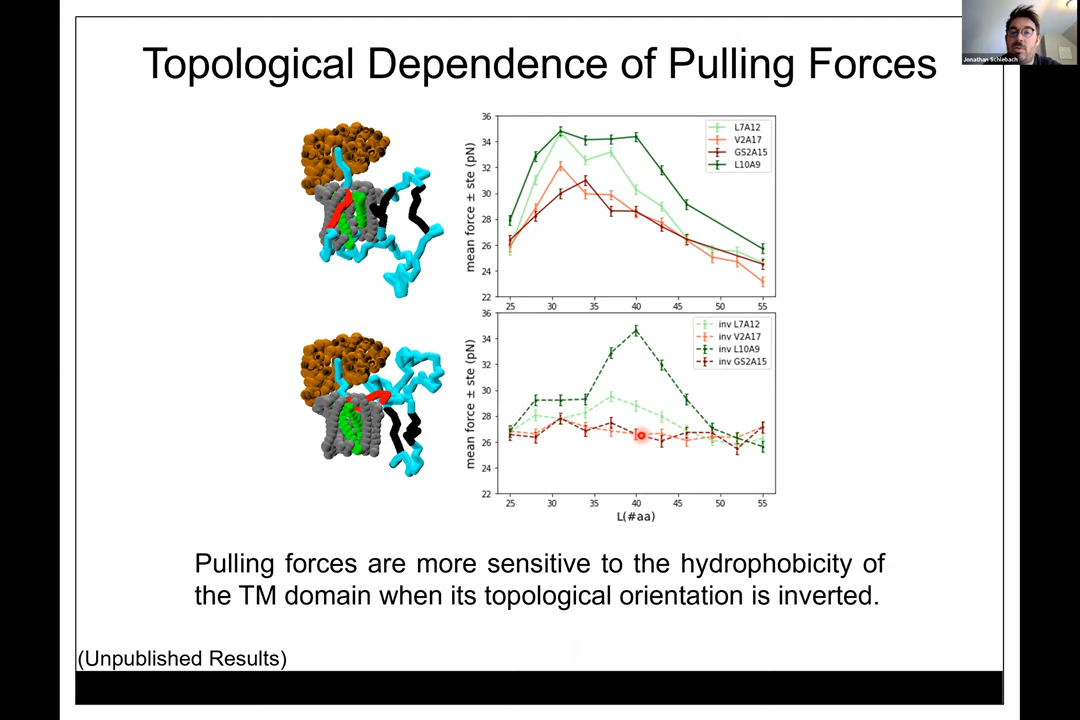 Topological Dependence of Pulling Forces
Jonathan Schlebach
36
34
32
30
28
26
24
22
mean force ± ste (pN)
L7A12
V2A17
GS2A15
L10A9
25 30 35 40 45 50 55
36
34
32
30
28
26
24
22
mean force ± ste (pN)
inv L7A12
inv V2A17
inv L10A9
inv GS2A15
25 30 35 40 45 50 55
L(#aa)
Pulling forces are more sensitive to the hydrophobicity of
the TM domain when its topological orientation is inverted.
(Unpublished Results)